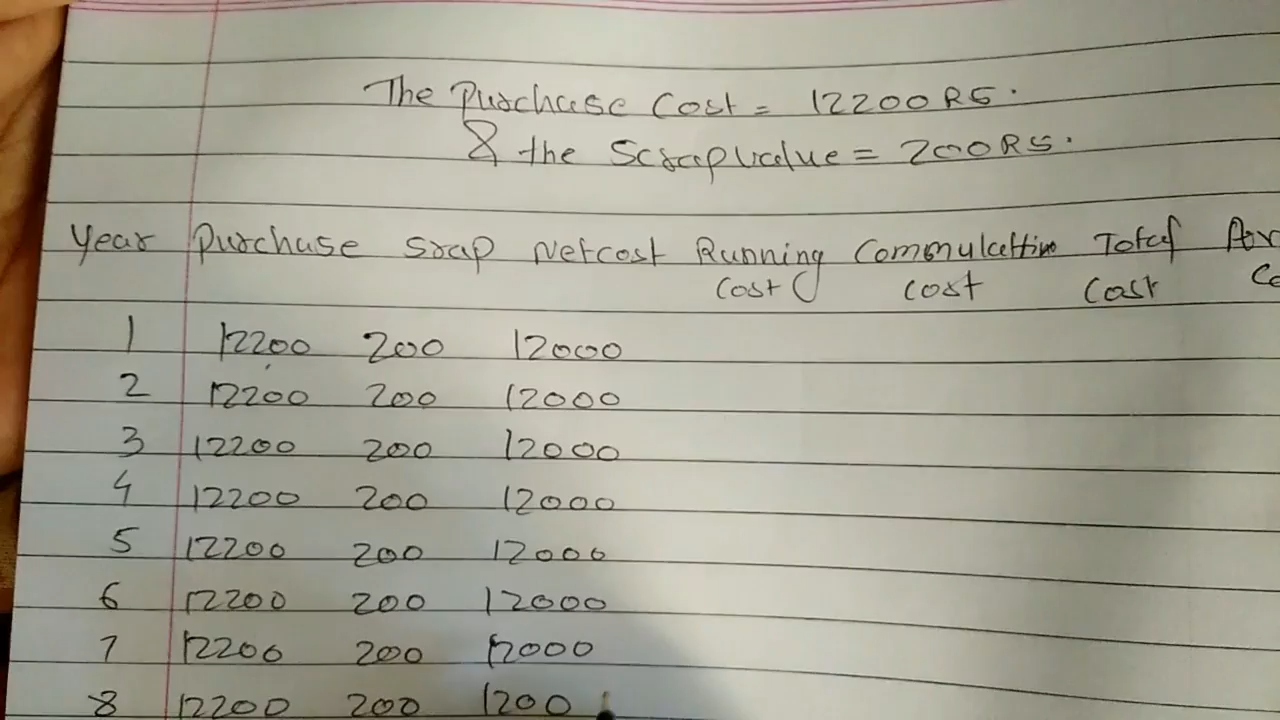 The Purchase Cost = 12200 RS.
& the Scrap value = 200 RS.
Year Purchase Srap Netcost Running Commulcettive Total
cost cost Cost
1 12200 200 12000
2 12200 200 12000
3 12200 200 12000
4 12200 200 12000
5 12200 200 12000
6 12200 200 12000
7 12200 200 12000
8 12200 200 1200